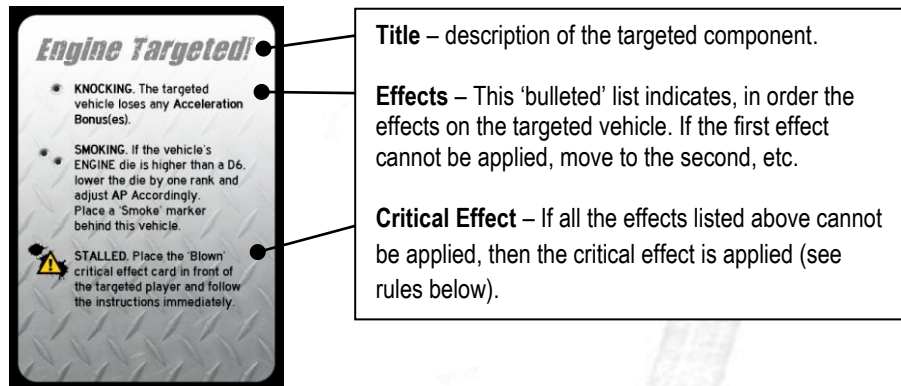 Engine Targeted!
KNOCKING. The targeted
vehicle loses any Acceleration
Bonus(es).
SMOKING. If the vehicle's
ENGINE die is higher than a D6,
lower the die by one rank and
adjust AP Accordingly.
Place a 'Smoke' marker
behind this vehicle.
STALLED. Place the 'Blown'
critical effect card in front of
the targeted player and follow
the instructions immediately.
Title – description of the targeted component.
Effects – This 'bulleted' list indicates, in order the
effects on the targeted vehicle. If the first effect
cannot be applied, move to the second, etc.
Critical Effect – If all the effects listed above cannot
be applied, then the critical effect is applied (see
rules below).